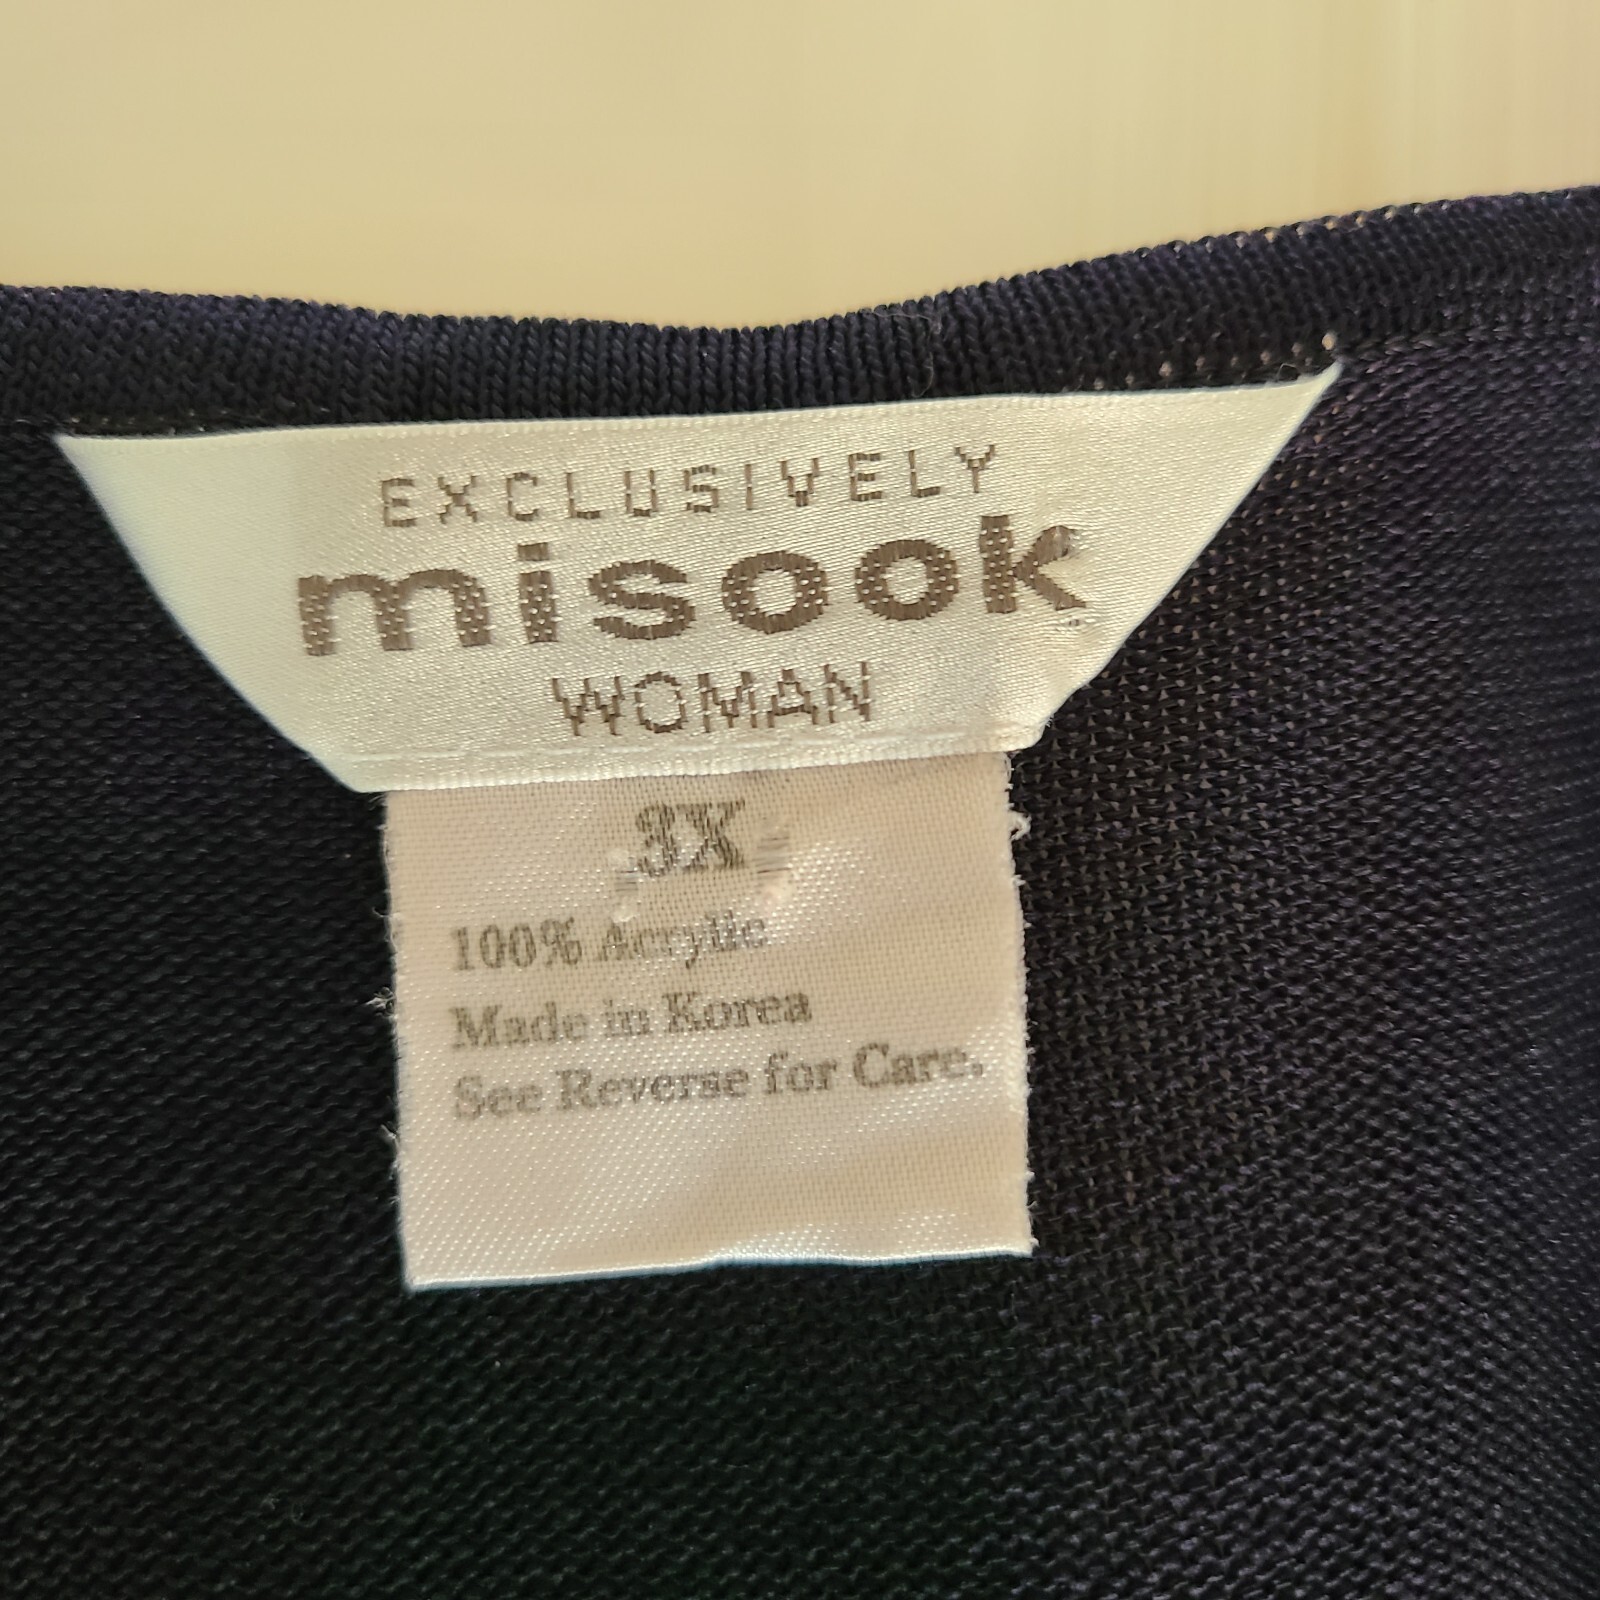 EXCLUSIVELY
misook
WOMAN
3X
100% Acrylic
Made in Korea
See Reverse for Care.